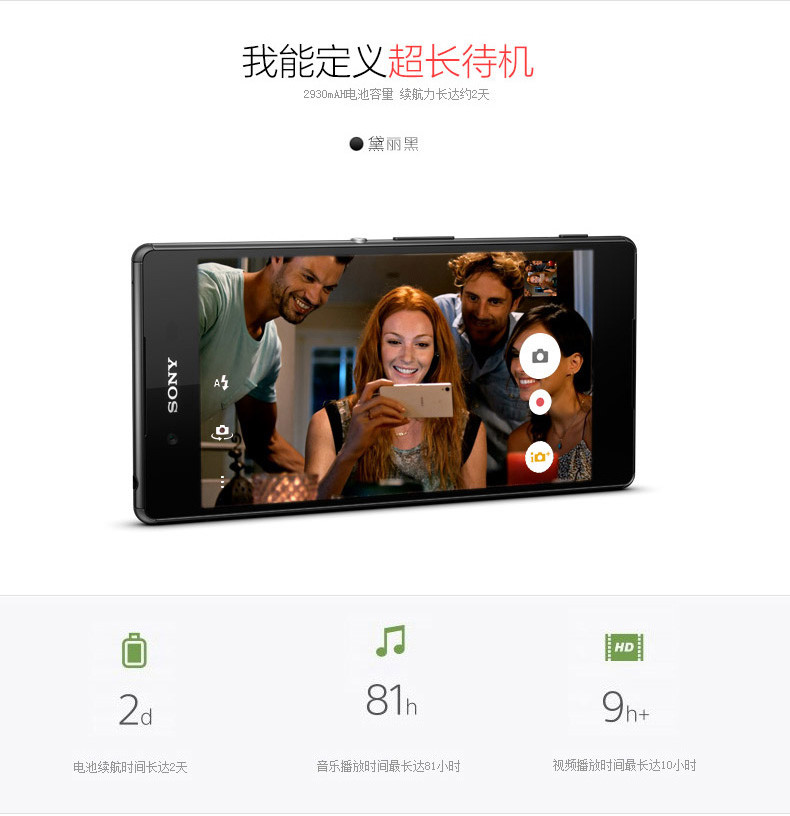 我能定义超长待机
2930mAH电池容量 续航力长达约2天
黛丽黑
SONY
A
i+
HD
2d
81h
9h+
电池续航时间长达2天
音乐播放时间最长达81小时
视频播放时间最长达10小时